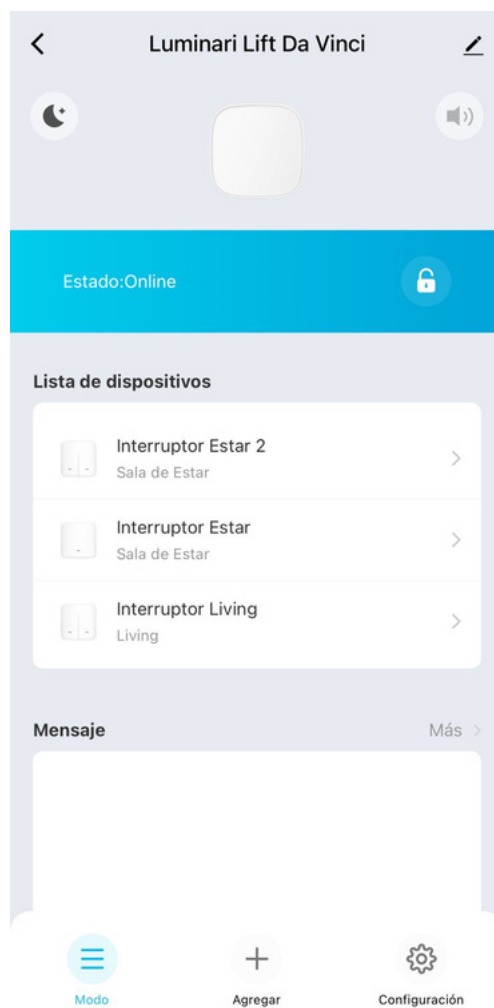 Luminari Lift Da Vinci
Estado:Online
Lista de dispositivos
Interruptor Estar 2
Sala de Estar
Interruptor Estar
Sala de Estar
Interruptor Living
Living
Mensaje
Más
Modo
Agregar
Configuración